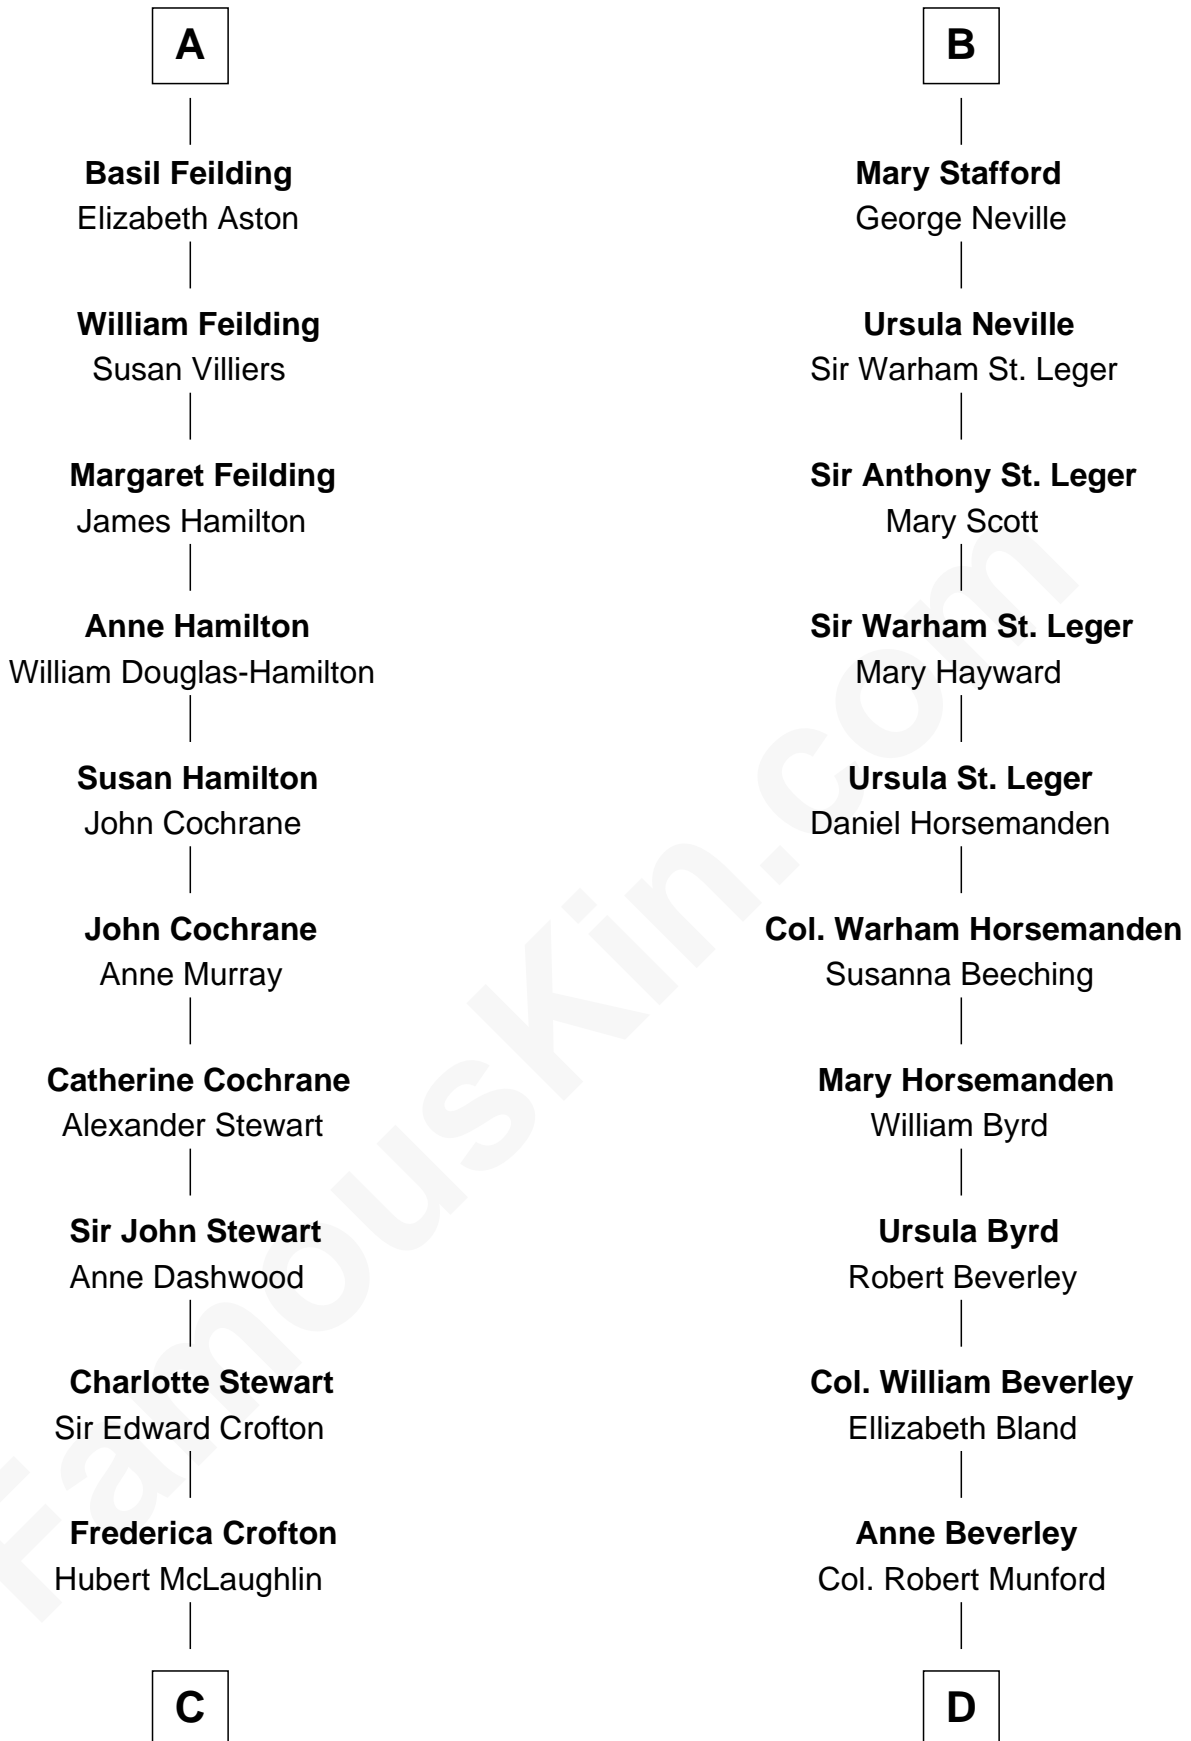 A
Basil Feilding
Elizabeth Aston
William Feilding
Susan Villiers
Margaret Feilding
James Hamilton
Anne Hamilton
William Douglas-Hamilton
Susan Hamilton
John Cochrane
John Cochrane
Anne Murray
Catherine Cochrane
Alexander Stewart
Sir John Stewart
Anne Dashwood
Charlotte Stewart
Sir Edward Crofton
Frederica Crofton
Hubert McLaughlin
C
B
Mary Stafford
George Neville
Ursula Neville
Sir Warham St. Leger
Sir Anthony St. Leger
Mary Scott
Sir Warham St. Leger
Mary Hayward
Ursula St. Leger
Daniel Horsemanden
Col. Warham Horsemanden
Susanna Beeching
Mary Horsemanden
William Byrd
Ursula Byrd
Robert Beverley
Col. William Beverley
Ellizabeth Bland
Anne Beverley
Col. Robert Munford
D
FamousKin.com